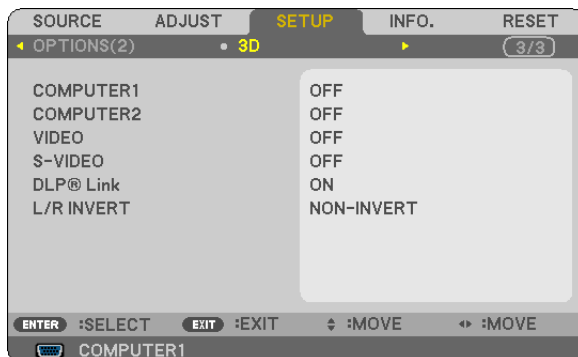 SOURCE ADJUST SETUP INFO. RESET
OPTIONS(2) 3D 3/3
COMPUTER1 OFF
COMPUTER2 OFF
VIDEO OFF
S-VIDEO OFF
DLP® Link ON
L/R INVERT NON-INVERT
ENTER :SELECT EXIT :EXIT :MOVE :MOVE
COMPUTER1